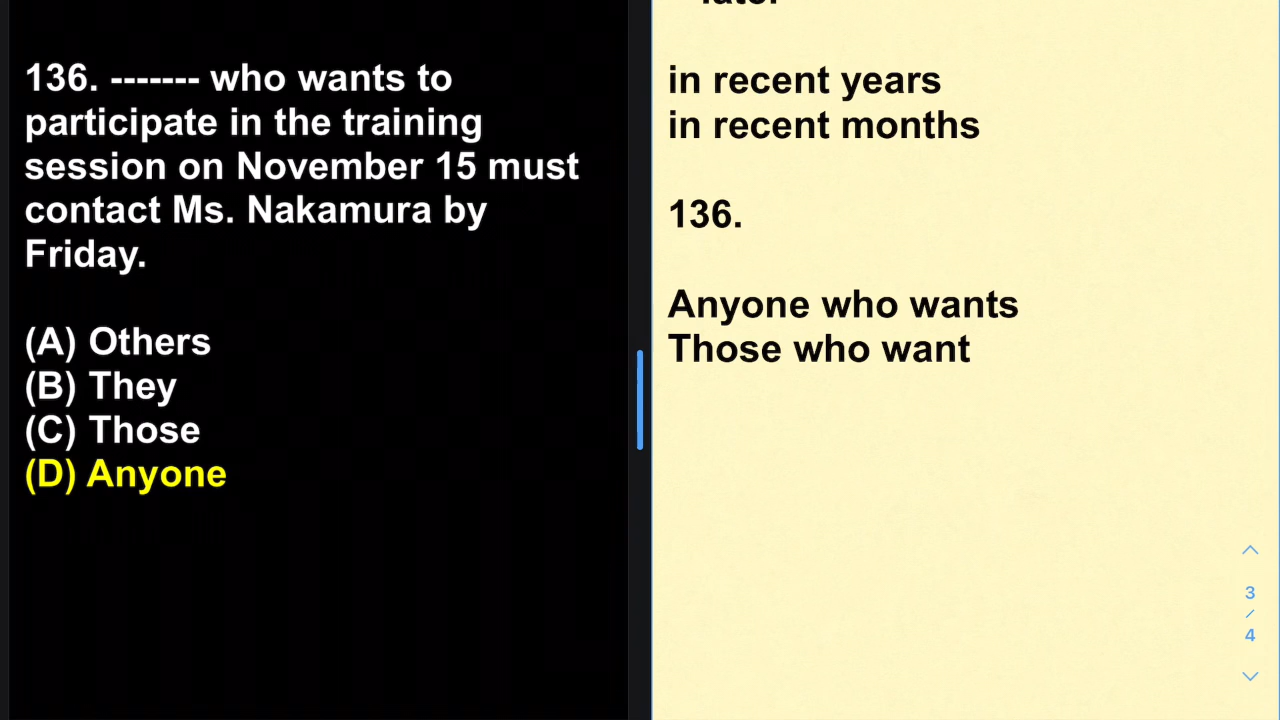 136. ------- who wants to
participate in the training
session on November 15 must
contact Ms. Nakamura by
Friday.
(A) Others
(B) They
(C) Those
(D) Anyone
in recent years
in recent months
136.
Anyone who wants
Those who want
3
/
4